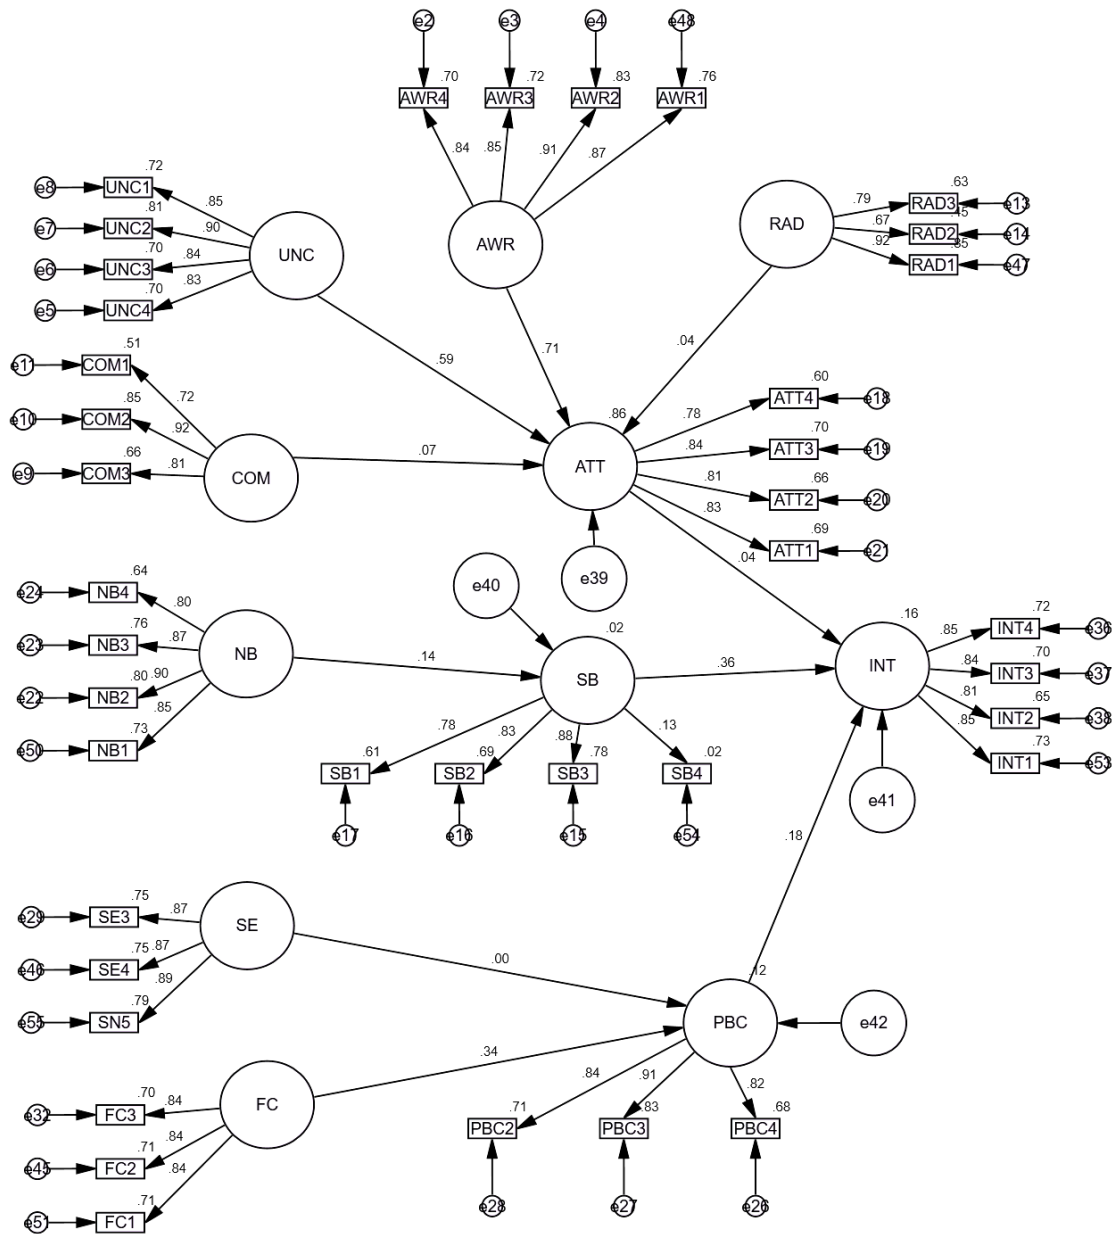 e2 e3 e4 e48
.70 .72 .83 .76
AWR4 AWR3 AWR2 AWR1
.84 .85 .91 .87
AWR
.72
e8 UNC1
.85
.81
e7 UNC2
.90
.70
e6 UNC3
.84
.70
e5 UNC4
.83
UNC
RAD
.63
.79 RAD3 e13
.45
.67 RAD2 e14
.85
.92 RAD1 e47
.59
.71
.04
.51
e11 COM1
.72
.85
e10 COM2
.92
.66
e9 COM3
.81
COM
.07
.86
ATT
.60
.78 ATT4 e18
.70
.84 ATT3 e19
.66
.81 ATT2 e20
.69
.83 ATT1 e21
.04
e39
e40
.64
e24 NB4
.80
.76
e23 NB3
.87
.80 .90
e22 NB2
.85
.73
e50 NB1
NB
.14
.02
SB
.36
.16
INT
.72
.85 INT4 e36
.70
.84 INT3 e37
.65
.81 INT2 e38
.73
.85 INT1 e53
e41
.78 .83 .88 .13
.61 .69 .78 .02
SB1 SB2 SB3 SB4
e17 e16 e15 e54
.18
.75
e29 SE3
.87
.75 .87
e46 SE4
.89
.79
e55 SN5
SE
.00
.12
PBC
e42
.34
FC
.70
.84
e32 FC3
.71 .84
e45 FC2
.84
.71
e51 FC1
.84 .91 .82
.71 .83 .68
PBC2 PBC3 PBC4
e28 e27 e26